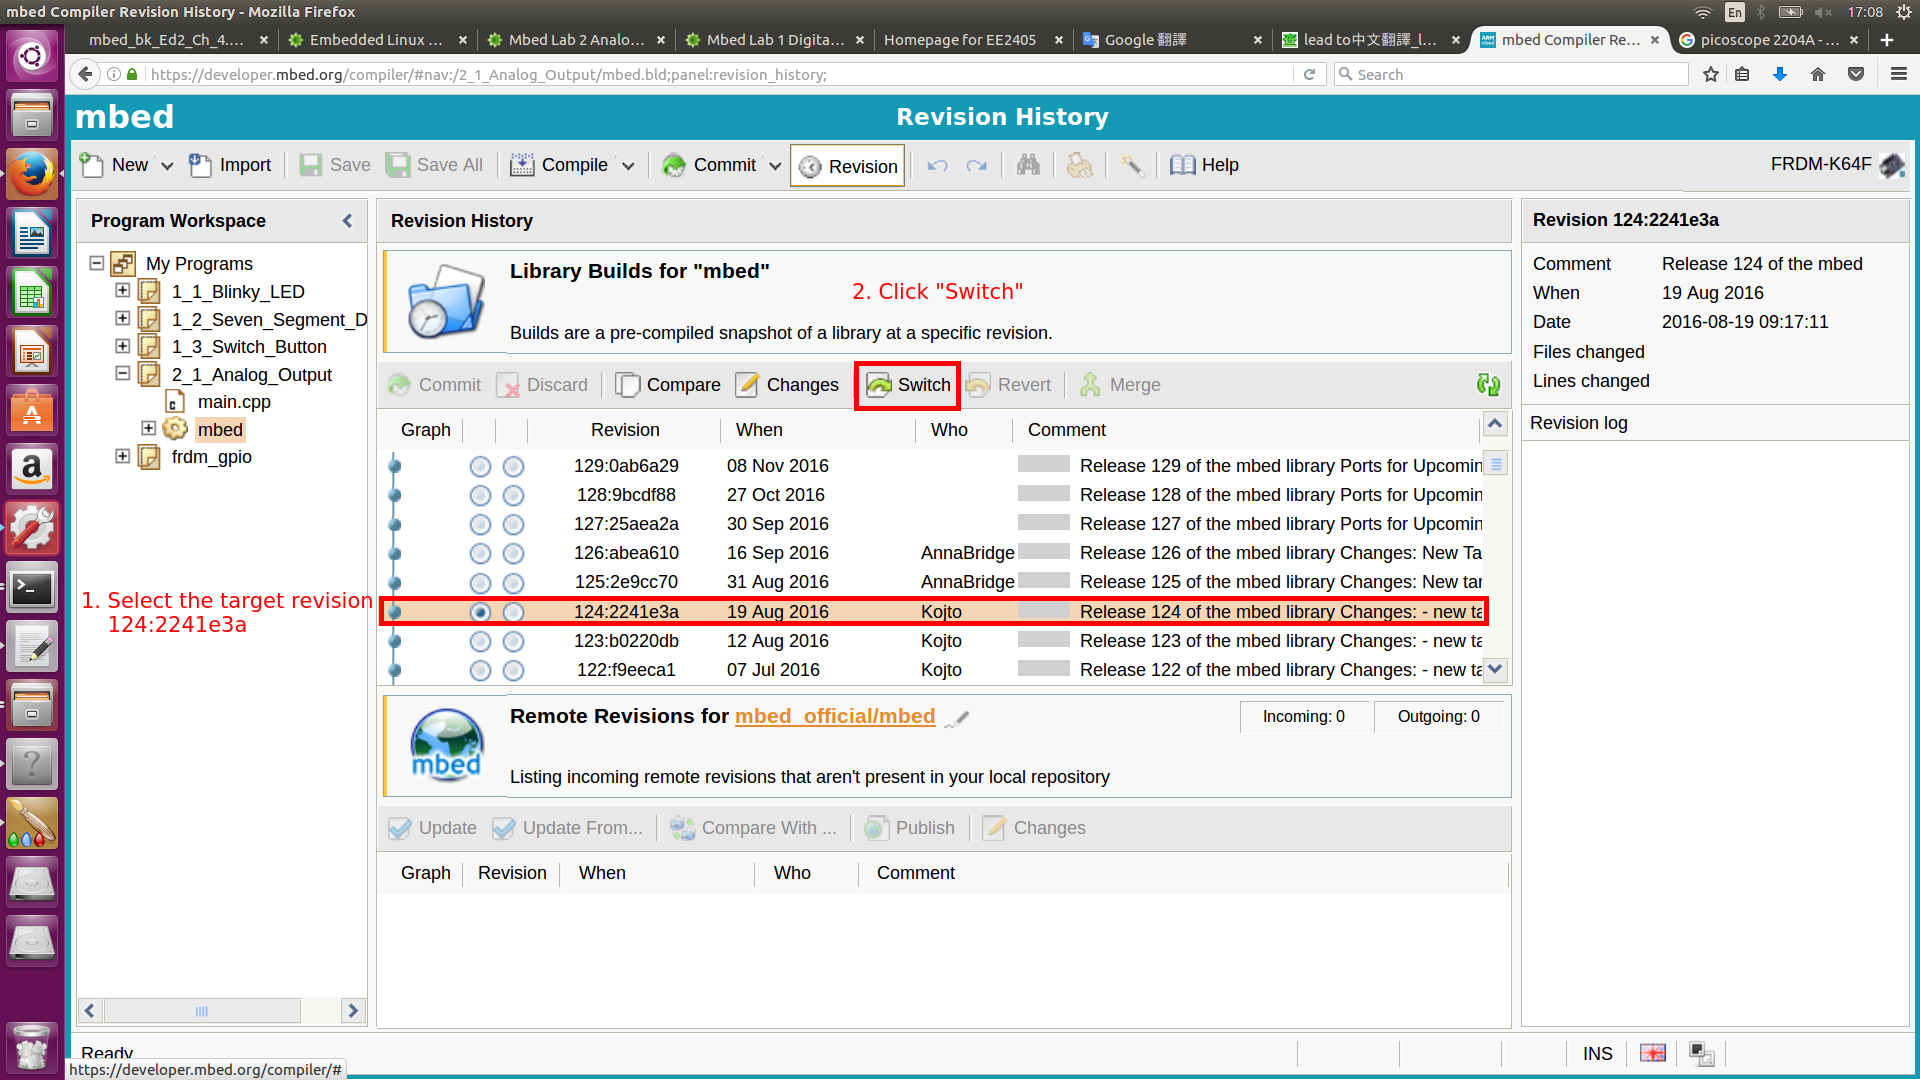 mbed Compiler Revision History - Mozilla Firefox
En
17:08
mbed_bk_Ed2_Ch_4....
Embedded Linux ...
Mbed Lab 2 Analo...
Mbed Lab 1 Digita...
Homepage for EE2405
Google 翻譯
lead to中文翻譯_l...
mbed Compiler Re...
picoscope 2204A - ...
https://developer.mbed.org/compiler/#nav:/2_1_Analog_Output/mbed.bld;panel:revision_history;
Search
mbed
Revision History
New
Import
Save
Save All
Compile
Commit
Revision
Help
FRDM-K64F
Program Workspace
My Programs
1_1_Blinky_LED
1_2_Seven_Segment_D
1_3_Switch_Button
2_1_Analog_Output
main.cpp
mbed
frdm_gpio
1. Select the target revision
124:2241e3a
Revision History
Library Builds for "mbed"
2. Click "Switch"
Builds are a pre-compiled snapshot of a library at a specific revision.
Commit
Discard
Compare
Changes
Switch
Revert
Merge
Graph Revision When Who Comment
129:0ab6a29 08 Nov 2016 Release 129 of the mbed library Ports for Upcomin
128:9bcdf88 27 Oct 2016 Release 128 of the mbed library Ports for Upcomin
127:25aea2a 30 Sep 2016 Release 127 of the mbed library Ports for Upcomin
126:abea610 16 Sep 2016 AnnaBridge Release 126 of the mbed library Changes: New Ta
125:2e9cc70 31 Aug 2016 AnnaBridge Release 125 of the mbed library Changes: New tar
124:2241e3a 19 Aug 2016 Kojto Release 124 of the mbed library Changes: - new ta
123:b0220db 12 Aug 2016 Kojto Release 123 of the mbed library Changes: - new ta
122:f9eeca1 07 Jul 2016 Kojto Release 122 of the mbed library Changes: - new ta
mbed
Remote Revisions for mbed_official/mbed
Incoming: 0
Outgoing: 0
Listing incoming remote revisions that aren't present in your local repository
Update
Update From...
Compare With ...
Publish
Changes
Graph Revision When Who Comment
Revision 124:2241e3a
Comment Release 124 of the mbed
When 19 Aug 2016
Date 2016-08-19 09:17:11
Files changed
Lines changed
Revision log
Ready
INS
https://developer.mbed.org/compiler/#